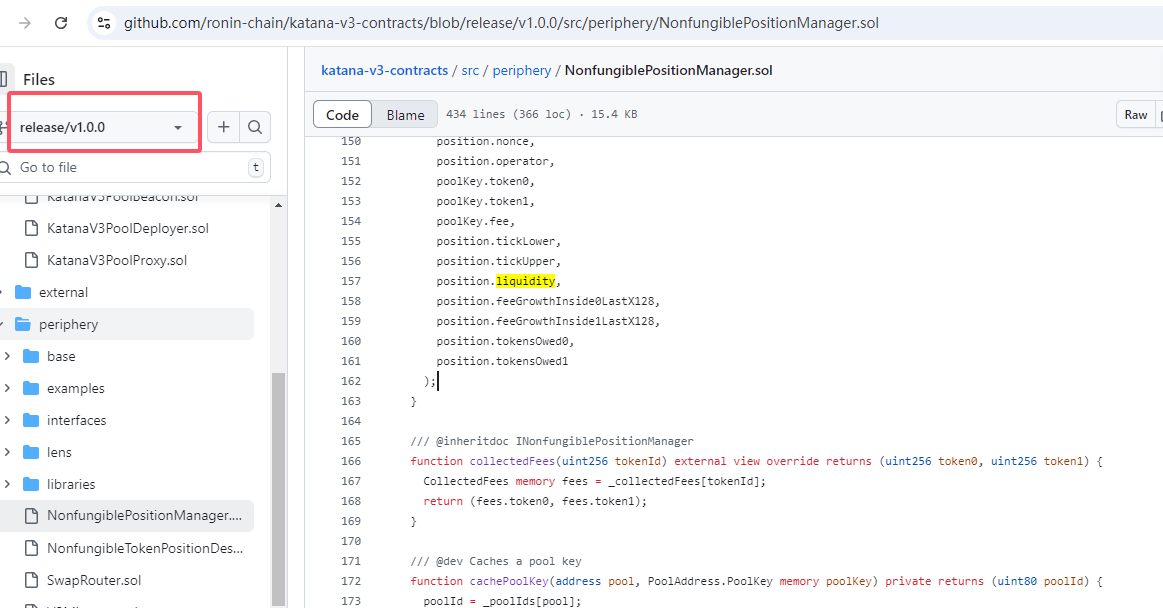 github.com/ronin-chain/katana-v3-contracts/blob/release/v1.0.0/src/periphery/NonfungiblePositionManager.sol
Files
release/v1.0.0
Go to file
t
KatanaV3PoolBeacon.sol
KatanaV3PoolDeployer.sol
KatanaV3PoolProxy.sol
external
periphery
base
examples
interfaces
lens
libraries
NonfungiblePositionManager....
NonfungibleTokenPositionDes...
SwapRouter.sol
katana-v3-contracts / src / periphery / NonfungiblePositionManager.sol
Code
Blame
434 lines (366 loc) · 15.4 KB
Raw
150 position.nonce,
151 position.operator,
152 poolKey.token0,
153 poolKey.token1,
154 poolKey.fee,
155 position.tickLower,
156 position.tickUpper,
157 position.liquidity,
158 position.feeGrowthInside0LastX128,
159 position.feeGrowthInside1LastX128,
160 position.tokensOwed0,
161 position.tokensOwed1
162 );
163 }
164
165 /// @inheritdoc INonfungiblePositionManager
166 function collectedFees(uint256 tokenId) external view override returns (uint256 token0, uint256 token1) {
167 CollectedFees memory fees = _collectedFees[tokenId];
168 return (fees.token0, fees.token1);
169 }
170
171 /// @dev Caches a pool key
172 function cachePoolKey(address pool, PoolAddress.PoolKey memory poolKey) private returns (uint80 poolId) {
173 poolId = _poolIds[pool];